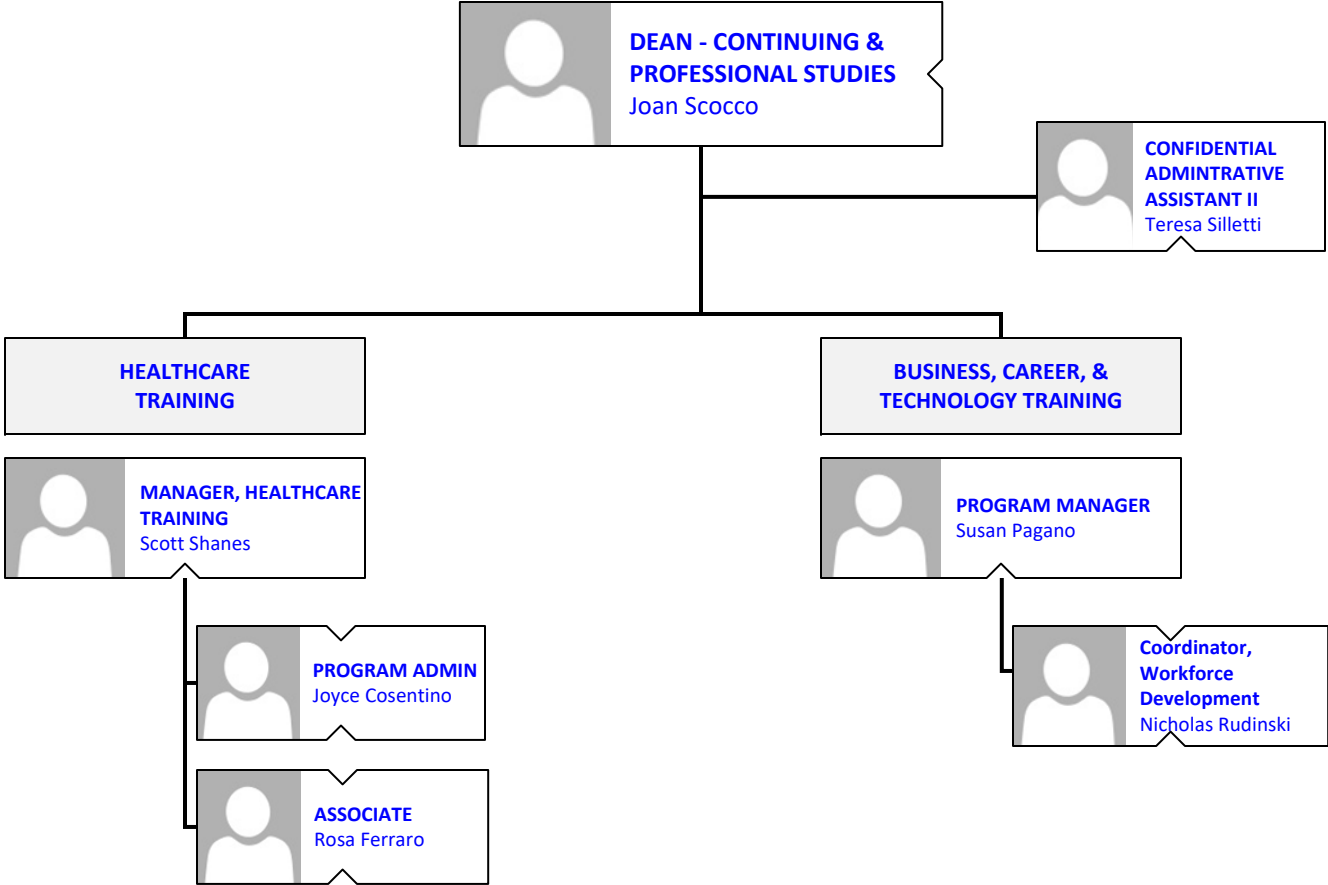 DEAN - CONTINUING &
PROFESSIONAL STUDIES
Joan Scocco
CONFIDENTIAL
ADMINTRATIVE
ASSISTANT II
Teresa Silletti
HEALTHCARE
TRAINING
BUSINESS, CAREER, &
TECHNOLOGY TRAINING
MANAGER, HEALTHCARE
TRAINING
Scott Shanes
PROGRAM MANAGER
Susan Pagano
PROGRAM ADMIN
Joyce Cosentino
Coordinator,
Workforce
Development
Nicholas Rudinski
ASSOCIATE
Rosa Ferraro